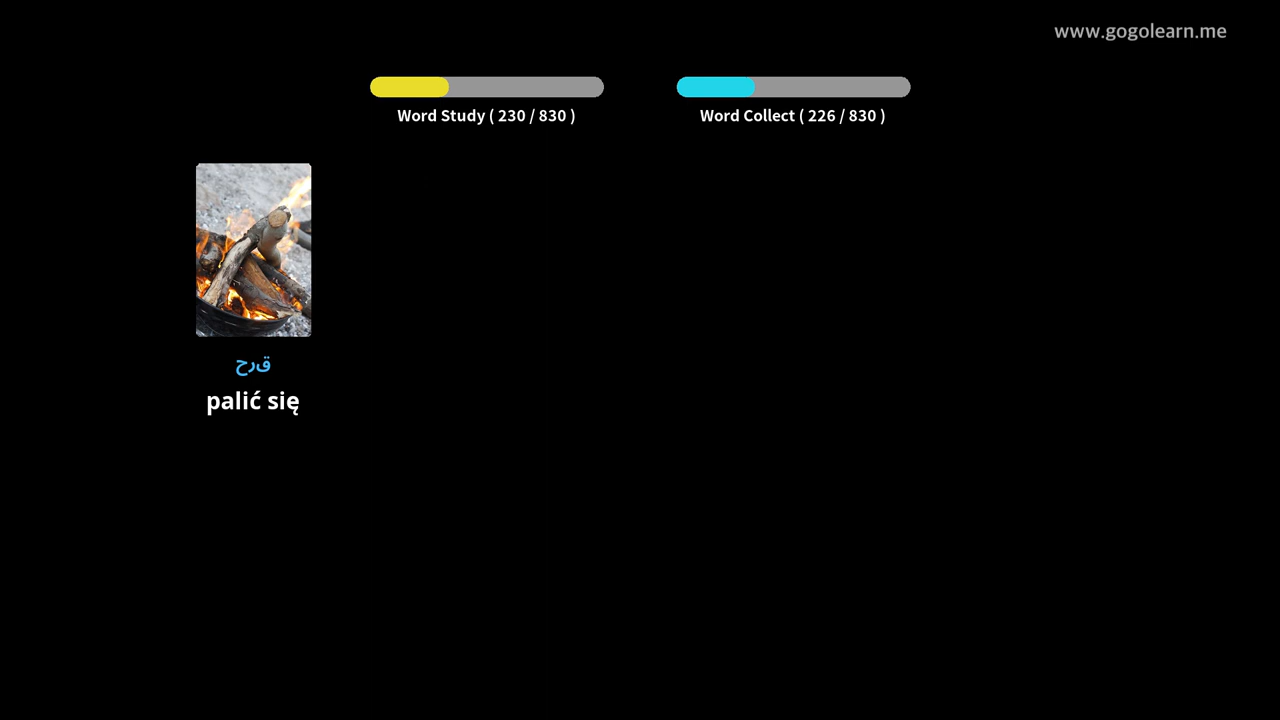 www.gogolearn.me
Word Study ( 230 / 830 )
Word Collect ( 226 / 830 )
قرح
palić się